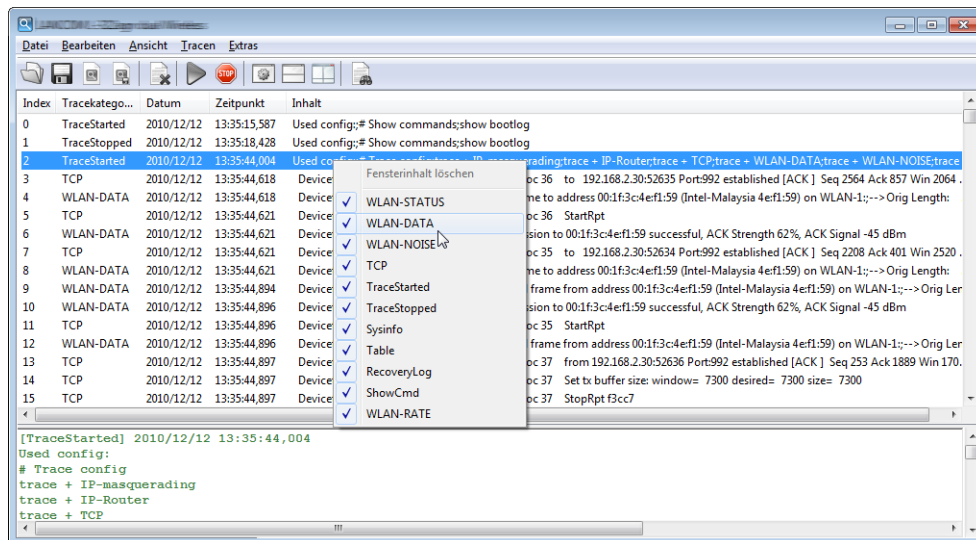 Datei Bearbeiten Ansicht Tracen Extras
STOP
Index Tracekatego... Datum Zeitpunkt Inhalt
0 TraceStarted 2010/12/12 13:35:15,587 Used config:;# Show commands;show bootlog
1 TraceStopped 2010/12/12 13:35:18,428 Used config:;# Show commands;show bootlog
2 TraceStarted 2010/12/12 13:35:44,004 Used config:;# Trace config;trace + IP-masquerading;trace + IP-Router;trace + TCP;trace + WLAN-DATA;trace + WLAN-NOISE;trace
3 TCP 2010/12/12 13:35:44,618 Device oc 36 to 192.168.2.30:52635 Port:992 established [ACK ] Seq 2564 Ack 857 Win 2064 .
4 WLAN-DATA 2010/12/12 13:35:44,618 Device me to address 00:1f:3c:4e:f1:59 (Intel-Malaysia 4e:f1:59) on WLAN-1:;-->Orig Length:
5 TCP 2010/12/12 13:35:44,621 Device oc 36 StartRpt
6 WLAN-DATA 2010/12/12 13:35:44,621 Device sion to 00:1f:3c:4e:f1:59 successful, ACK Strength 62%, ACK Signal -45 dBm
7 TCP 2010/12/12 13:35:44,621 Device oc 35 to 192.168.2.30:52634 Port:992 established [ACK ] Seq 2208 Ack 401 Win 2520 .
8 WLAN-DATA 2010/12/12 13:35:44,621 Device me to address 00:1f:3c:4e:f1:59 (Intel-Malaysia 4e:f1:59) on WLAN-1:;-->Orig Length:
9 WLAN-DATA 2010/12/12 13:35:44,894 Device frame from address 00:1f:3c:4e:f1:59 (Intel-Malaysia 4e:f1:59) on WLAN-1:;-->Orig Ler
10 WLAN-DATA 2010/12/12 13:35:44,896 Device sion to 00:1f:3c:4e:f1:59 successful, ACK Strength 62%, ACK Signal -45 dBm
11 TCP 2010/12/12 13:35:44,896 Device oc 35 StartRpt
12 WLAN-DATA 2010/12/12 13:35:44,896 Device frame from address 00:1f:3c:4e:f1:59 (Intel-Malaysia 4e:f1:59) on WLAN-1:;-->Orig Ler
13 TCP 2010/12/12 13:35:44,897 Device oc 37 from 192.168.2.30:52636 Port:992 established [ACK ] Seq 253 Ack 1889 Win 170.
14 TCP 2010/12/12 13:35:44,897 Device oc 37 Set tx buffer size: window= 7300 desired= 7300 size= 7300
15 TCP 2010/12/12 13:35:44,897 Device oc 37 StopRpt f3cc7
Fensterinhalt löschen
WLAN-STATUS
WLAN-DATA
WLAN-NOISE
TCP
TraceStarted
TraceStopped
Sysinfo
Table
RecoveryLog
ShowCmd
WLAN-RATE
[TraceStarted] 2010/12/12 13:35:44,004
Used config:
# Trace config
trace + IP-masquerading
trace + IP-Router
trace + TCP